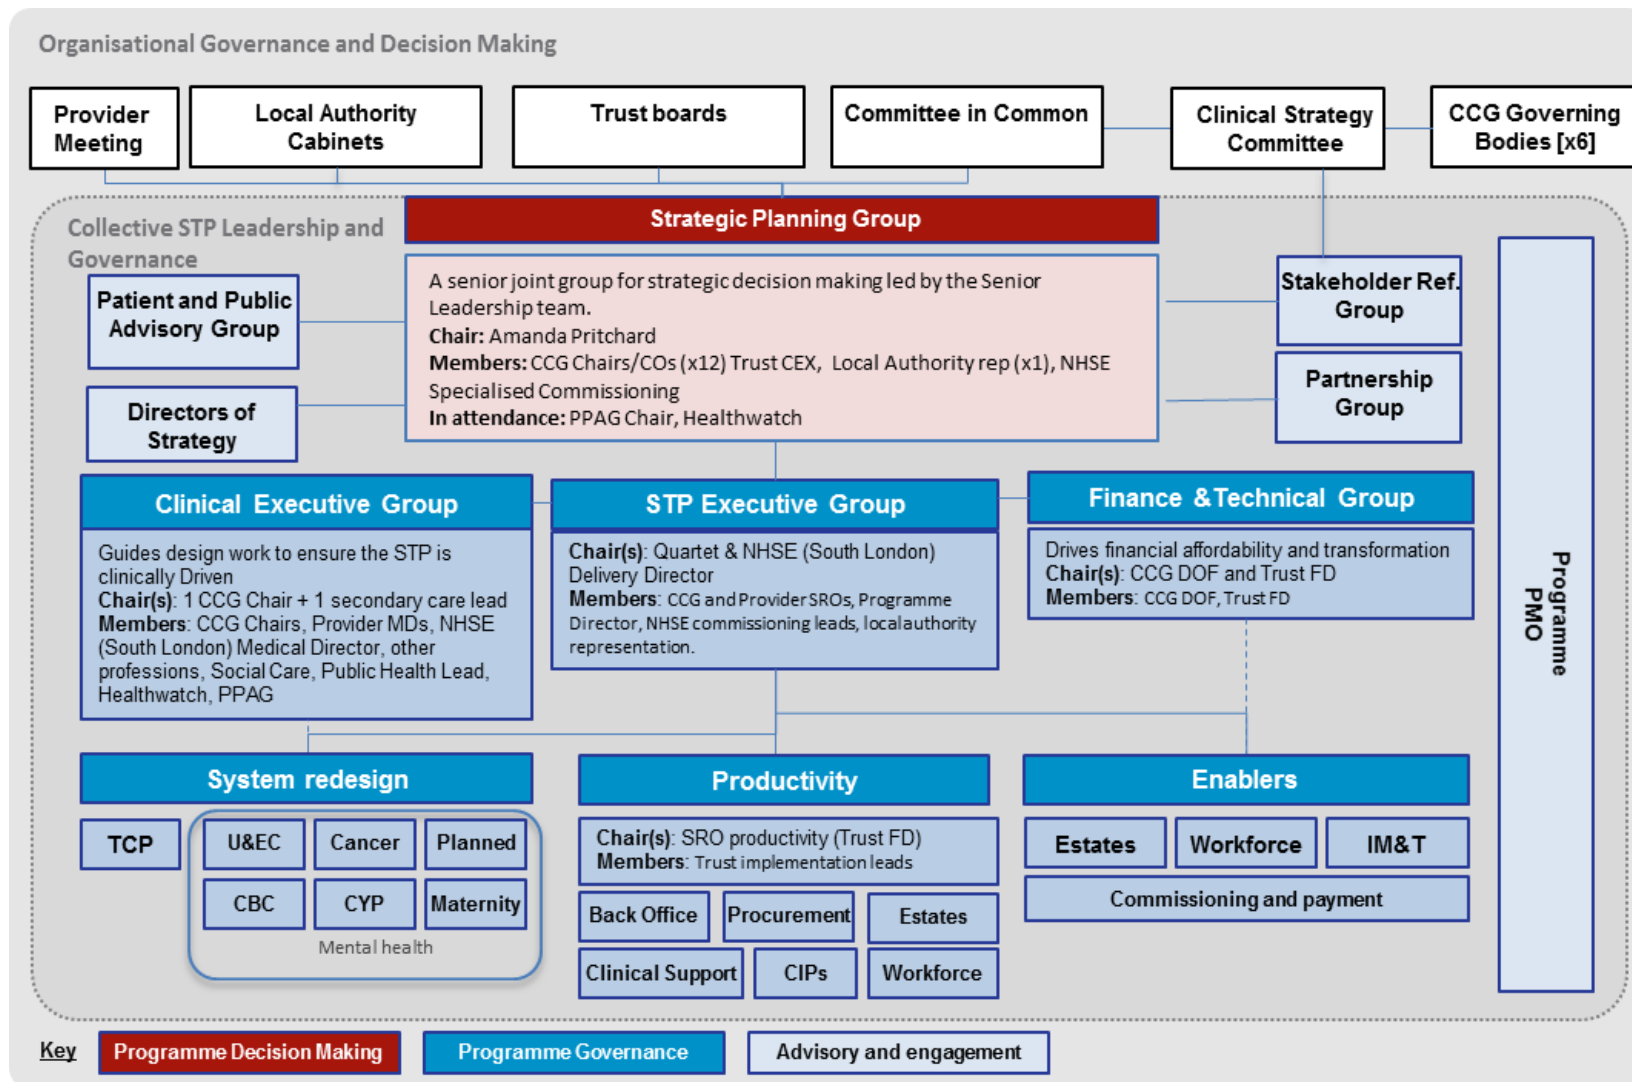 Organisational Governance and Decision Making
Provider
Meeting
Local Authority
Cabinets
Trust boards
Committee in Common
Clinical Strategy
Committee
CCG Governing
Bodies [x6]
Collective STP Leadership and
Governance
Strategic Planning Group
A senior joint group for strategic decision making led by the Senior
Leadership team.
Chair: Amanda Pritchard
Members: CCG Chairs/COs (x12) Trust CEX, Local Authority rep (x1), NHSE
Specialised Commissioning
In attendance: PPAG Chair, Healthwatch
Patient and Public
Advisory Group
Directors of
Strategy
Stakeholder Ref.
Group
Partnership
Group
Programme
PMO
Clinical Executive Group
Guides design work to ensure the STP is
clinically Driven
Chair(s): 1 CCG Chair + 1 secondary care lead
Members: CCG Chairs, Provider MDs, NHSE
(South London) Medical Director, other
professions, Social Care, Public Health Lead,
Healthwatch, PPAG
STP Executive Group
Chair(s): Quartet & NHSE (South London)
Delivery Director
Members: CCG and Provider SROs, Programme
Director, NHSE commissioning leads, local authority
representation.
Finance &Technical Group
Drives financial affordability and transformation
Chair(s): CCG DOF and Trust FD
Members: CCG DOF, Trust FD
System redesign
TCP
U&EC
Cancer
Planned
CBC
CYP
Maternity
Mental health
Productivity
Chair(s): SRO productivity (Trust FD)
Members: Trust implementation leads
Back Office
Procurement
Estates
Clinical Support
CIPs
Workforce
Enablers
Estates
Workforce
IM&T
Commissioning and payment
Key
Programme Decision Making
Programme Governance
Advisory and engagement